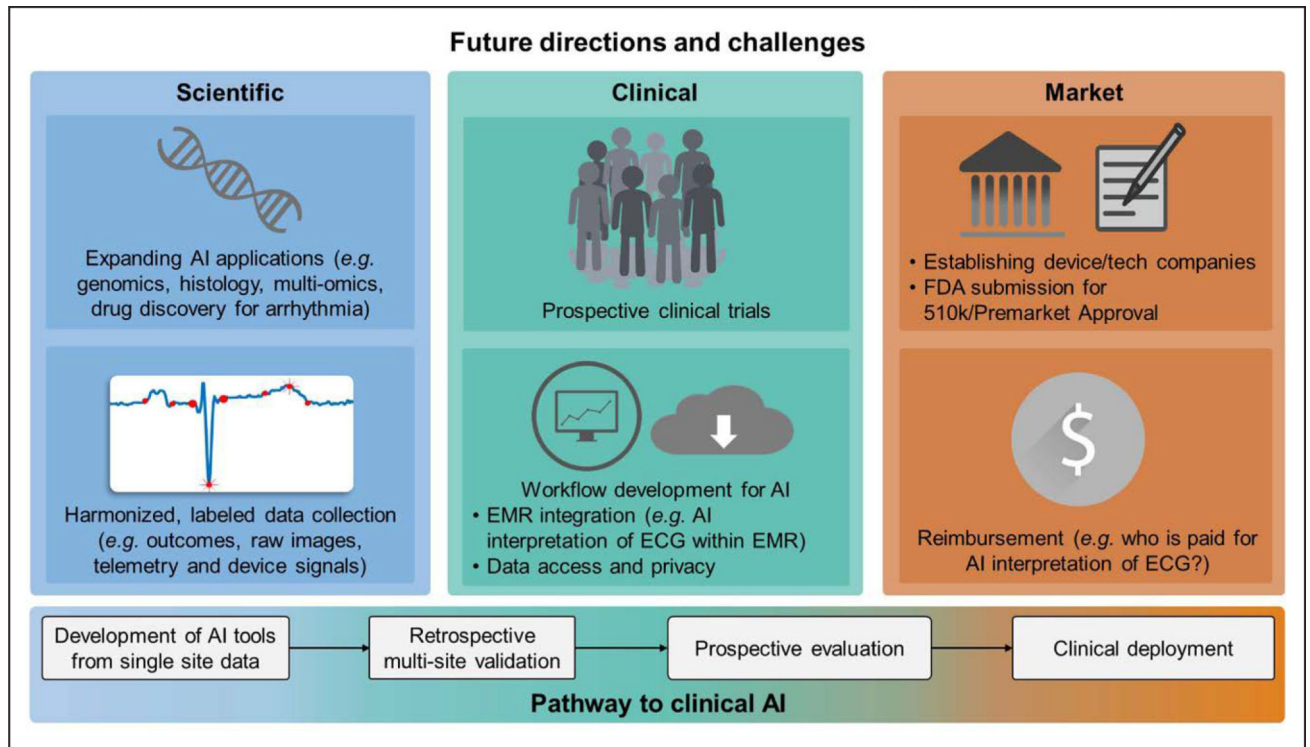 Future directions and challenges
Scientific
Expanding AI applications (e.g.
genomics, histology, multi-omics,
drug discovery for arrhythmia)
Harmonized, labeled data collection
(e.g. outcomes, raw images,
telemetry and device signals)
Clinical
Prospective clinical trials
Workflow development for AI
• EMR integration (e.g. AI
interpretation of ECG within EMR)
• Data access and privacy
Market
• Establishing device/tech companies
• FDA submission for
510k/Premarket Approval
$
Reimbursement (e.g. who is paid for
AI interpretation of ECG?)
Development of AI tools
from single site data
Retrospective
multi-site validation
Prospective evaluation
Clinical deployment
Pathway to clinical AI